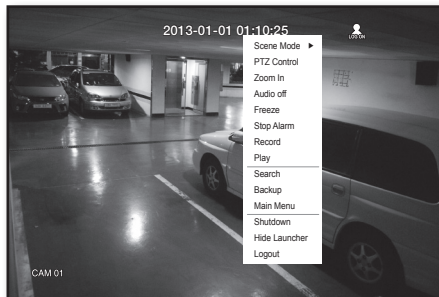 2013-01-01 01:10:25
LOG ON
Scene Mode ▶
PTZ Control
Zoom In
Audio off
Freeze
Stop Alarm
Record
Play
Search
Backup
Main Menu
Shutdown
Hide Launcher
Logout
CAM 01